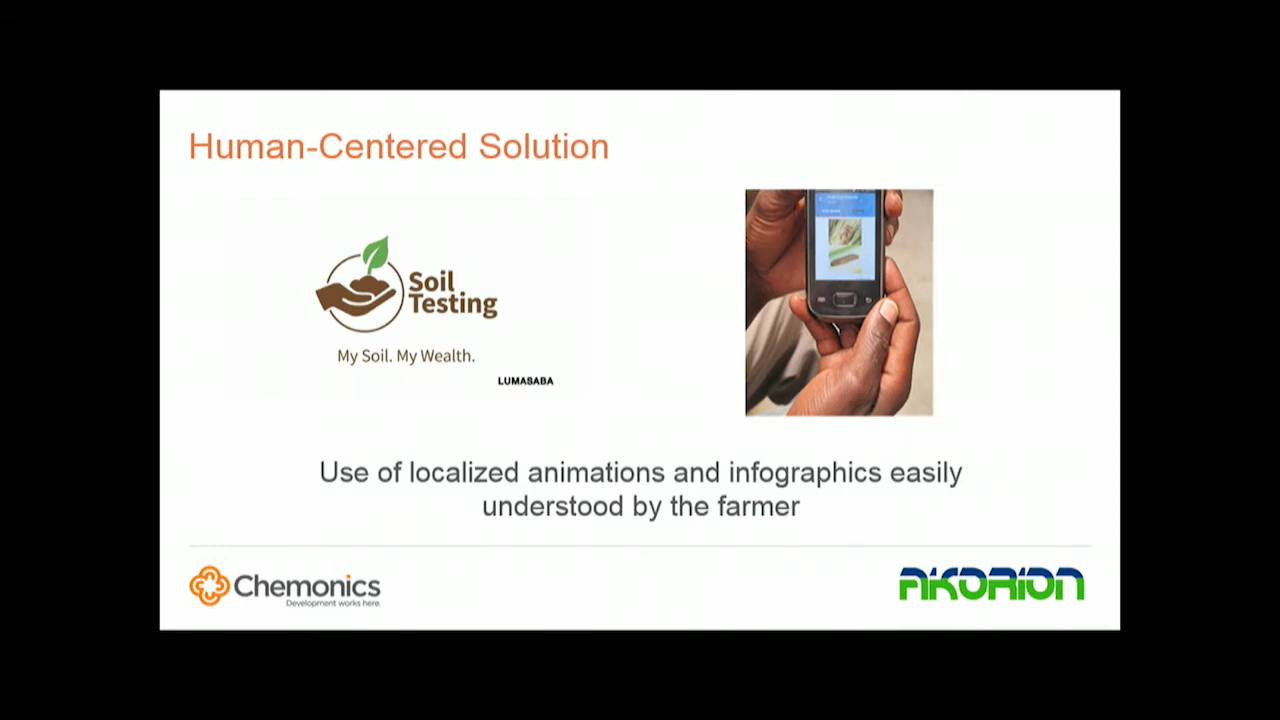 Human-Centered Solution
Soil
Testing
My Soil. My Wealth.
LUMASABA
Use of localized animations and infographics easily
understood by the farmer
Chemonics
Development works here.
AKORION